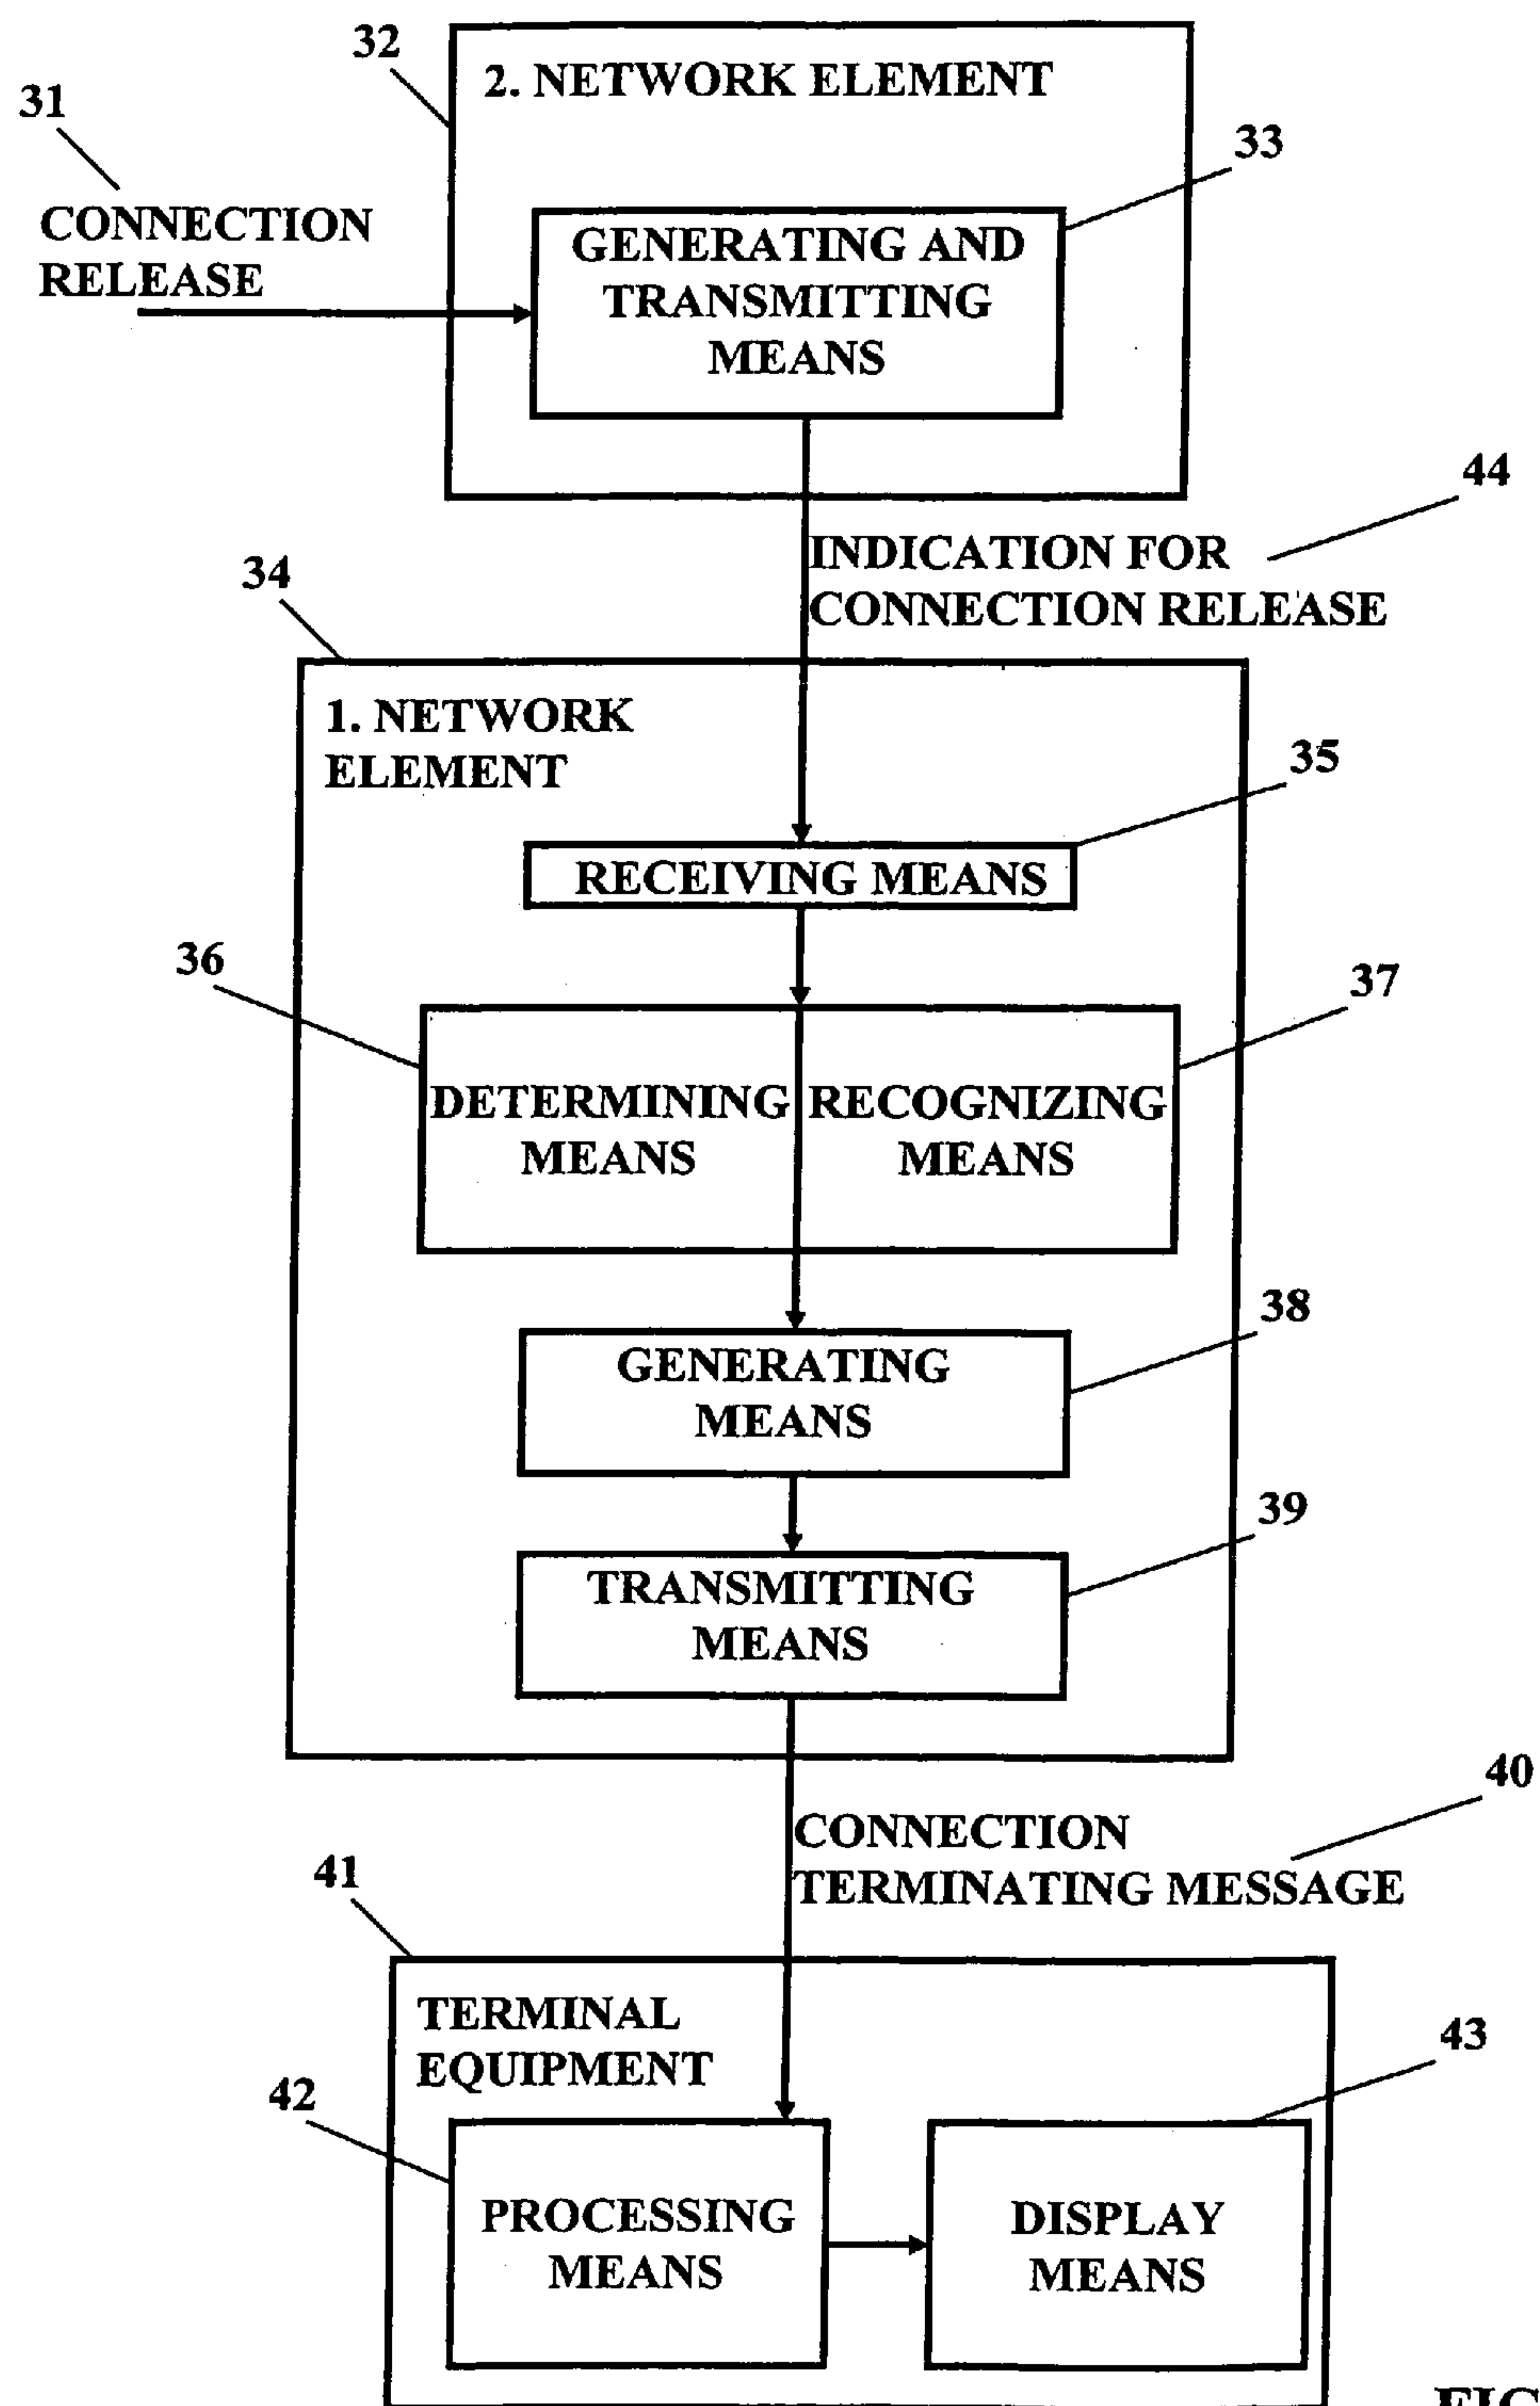 32
2. NETWORK ELEMENT
31
33
CONNECTION
RELEASE
GENERATING AND
TRANSMITTING
MEANS
44
INDICATION FOR
CONNECTION RELEASE
34
1. NETWORK
ELEMENT
35
RECEIVING MEANS
36
37
DETERMINING
MEANS
RECOGNIZING
MEANS
38
GENERATING
MEANS
39
TRANSMITTING
MEANS
40
CONNECTION
TERMINATING MESSAGE
41
TERMINAL
EQUIPMENT
43
42
PROCESSING
MEANS
DISPLAY
MEANS